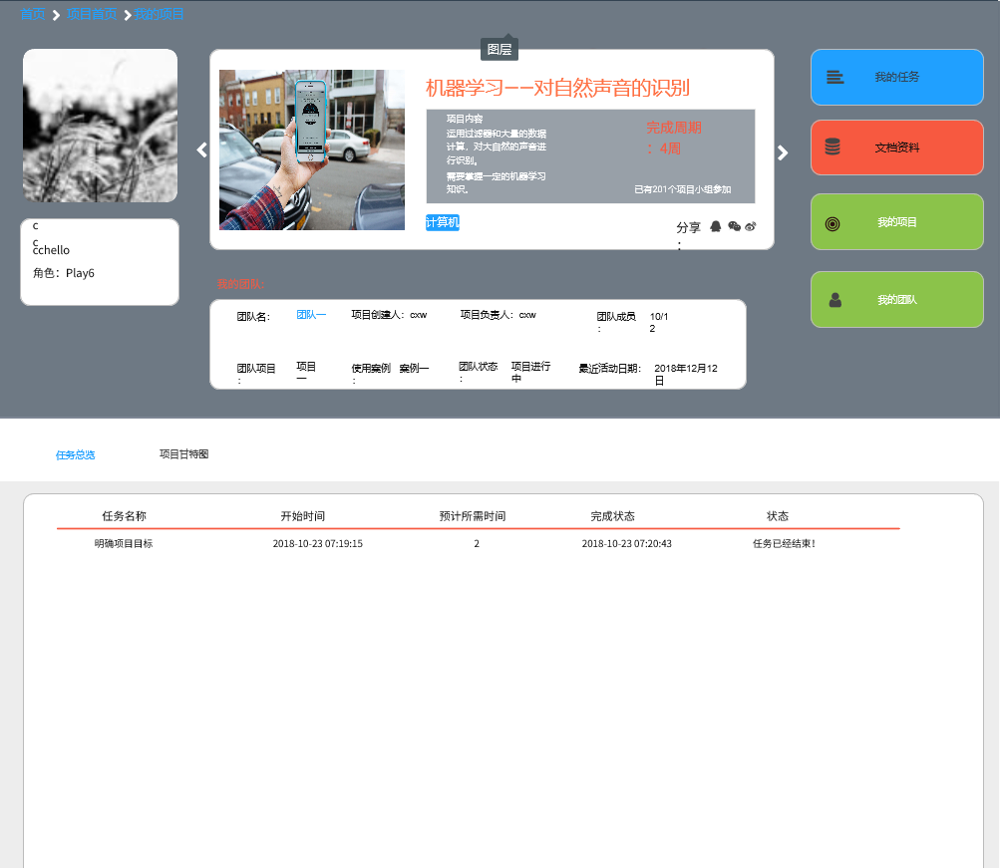 首页 项目首页 我的项目
图层
机器学习——对自然声音的识别
项目内容
运用过滤器和大量的数据
计算，对大自然的声音进
行识别。
需要掌握一定的机器学习
知识。
完成周期
：4周
已有201个项目小组参加
计算机
分享
：
我的任务
文档资料
我的项目
我的团队
c
c
cchello
角色：Play6
我的团队：
团队名：
团队一
项目创建人：cxw
项目负责人：cxw
团队成员
：
10/1
2
团队项目
：
项目
一
使用案例
：
案例一
团队状态
：
项目进行
中
最近活动日期：
2018年12月12
日
任务总览
项目甘特图
任务名称 开始时间 预计所需时间 完成状态 状态
明确项目目标 2018-10-23 07:19:15 2 2018-10-23 07:20:43 任务已经结束！